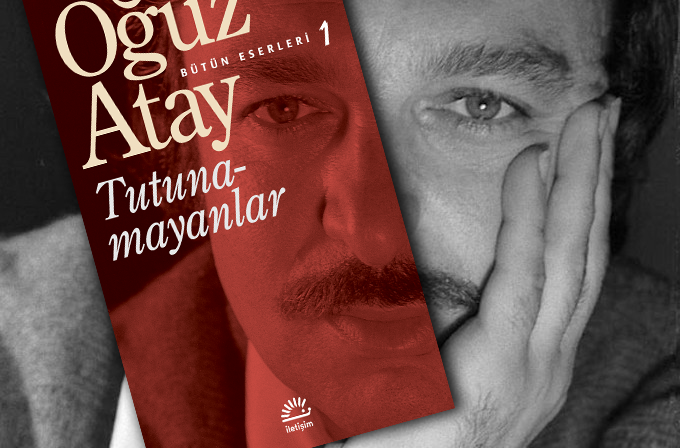 Oğuz
BÜTÜN ESERLERİ 1
Atay
Tutuna-
mayanlar
iletişim